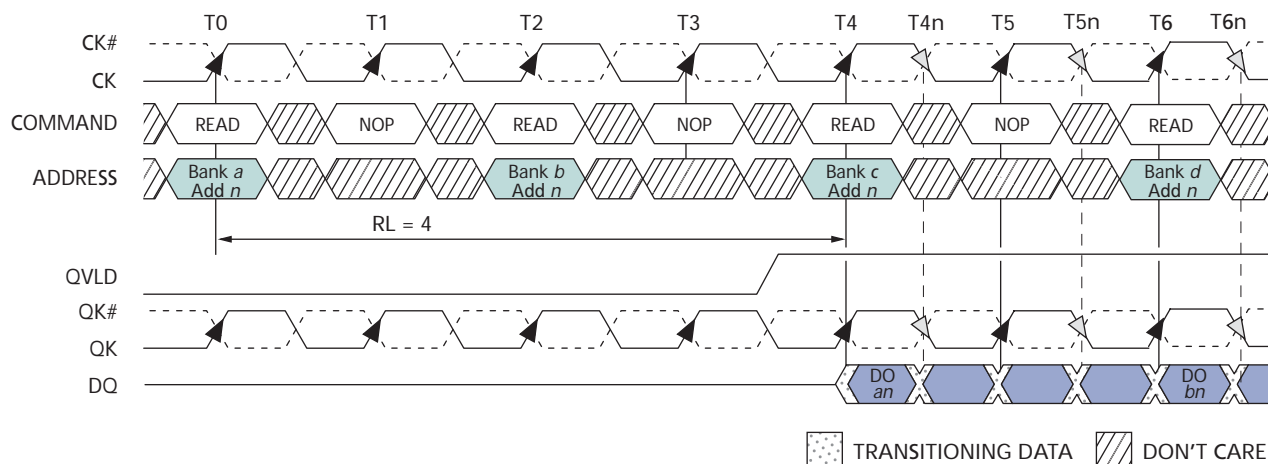 T0 T1 T2 T3 T4 T4n T5 T5n T6 T6n
CK#
CK
COMMAND READ NOP READ NOP READ NOP READ
ADDRESS Bank a Add n Bank b Add n Bank c Add n Bank d Add n
RL = 4
QVLD
QK#
QK
DQ DO an DO bn
TRANSITIONING DATA DON'T CARE